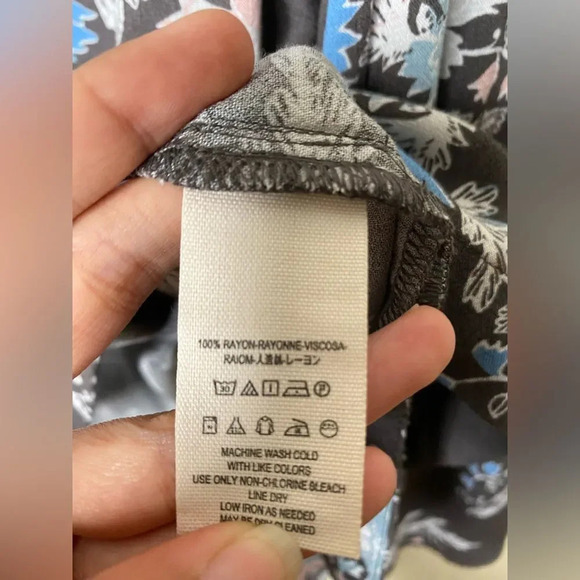 100% RAYON-RAYONNE-VISCOSA-
RAIOM-人造絲-レーヨン
30
MACHINE WASH COLD
WITH LIKE COLORS
USE ONLY NON-CHLORINE BLEACH
LINE DRY
LOW IRON AS NEEDED
MAY BE DRY CLEANED